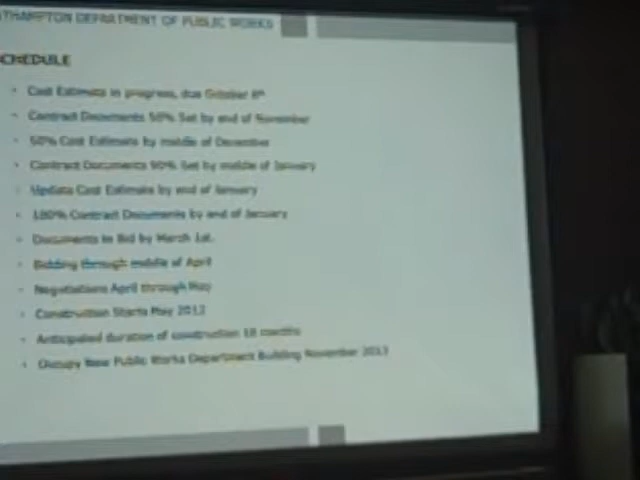 THAMPTON DEPARTMENT OF PUBLIC WORKS
CHEDULE
• Cost Estimate in progress, due October 8th
• Contract Documents 50% Set by end of November
• 50% Cost Estimate by middle of December
• Contract Documents 90% Set by middle of January
• Update Cost Estimate by end of January
• 100% Contract Documents by end of January
• Documents to Bid by March 1st.
• Bidding through middle of April
• Negotiations April through May
• Construction Starts May 2012
• Anticipated duration of construction 18 months
• Occupy New Public Works Department Building November 2013